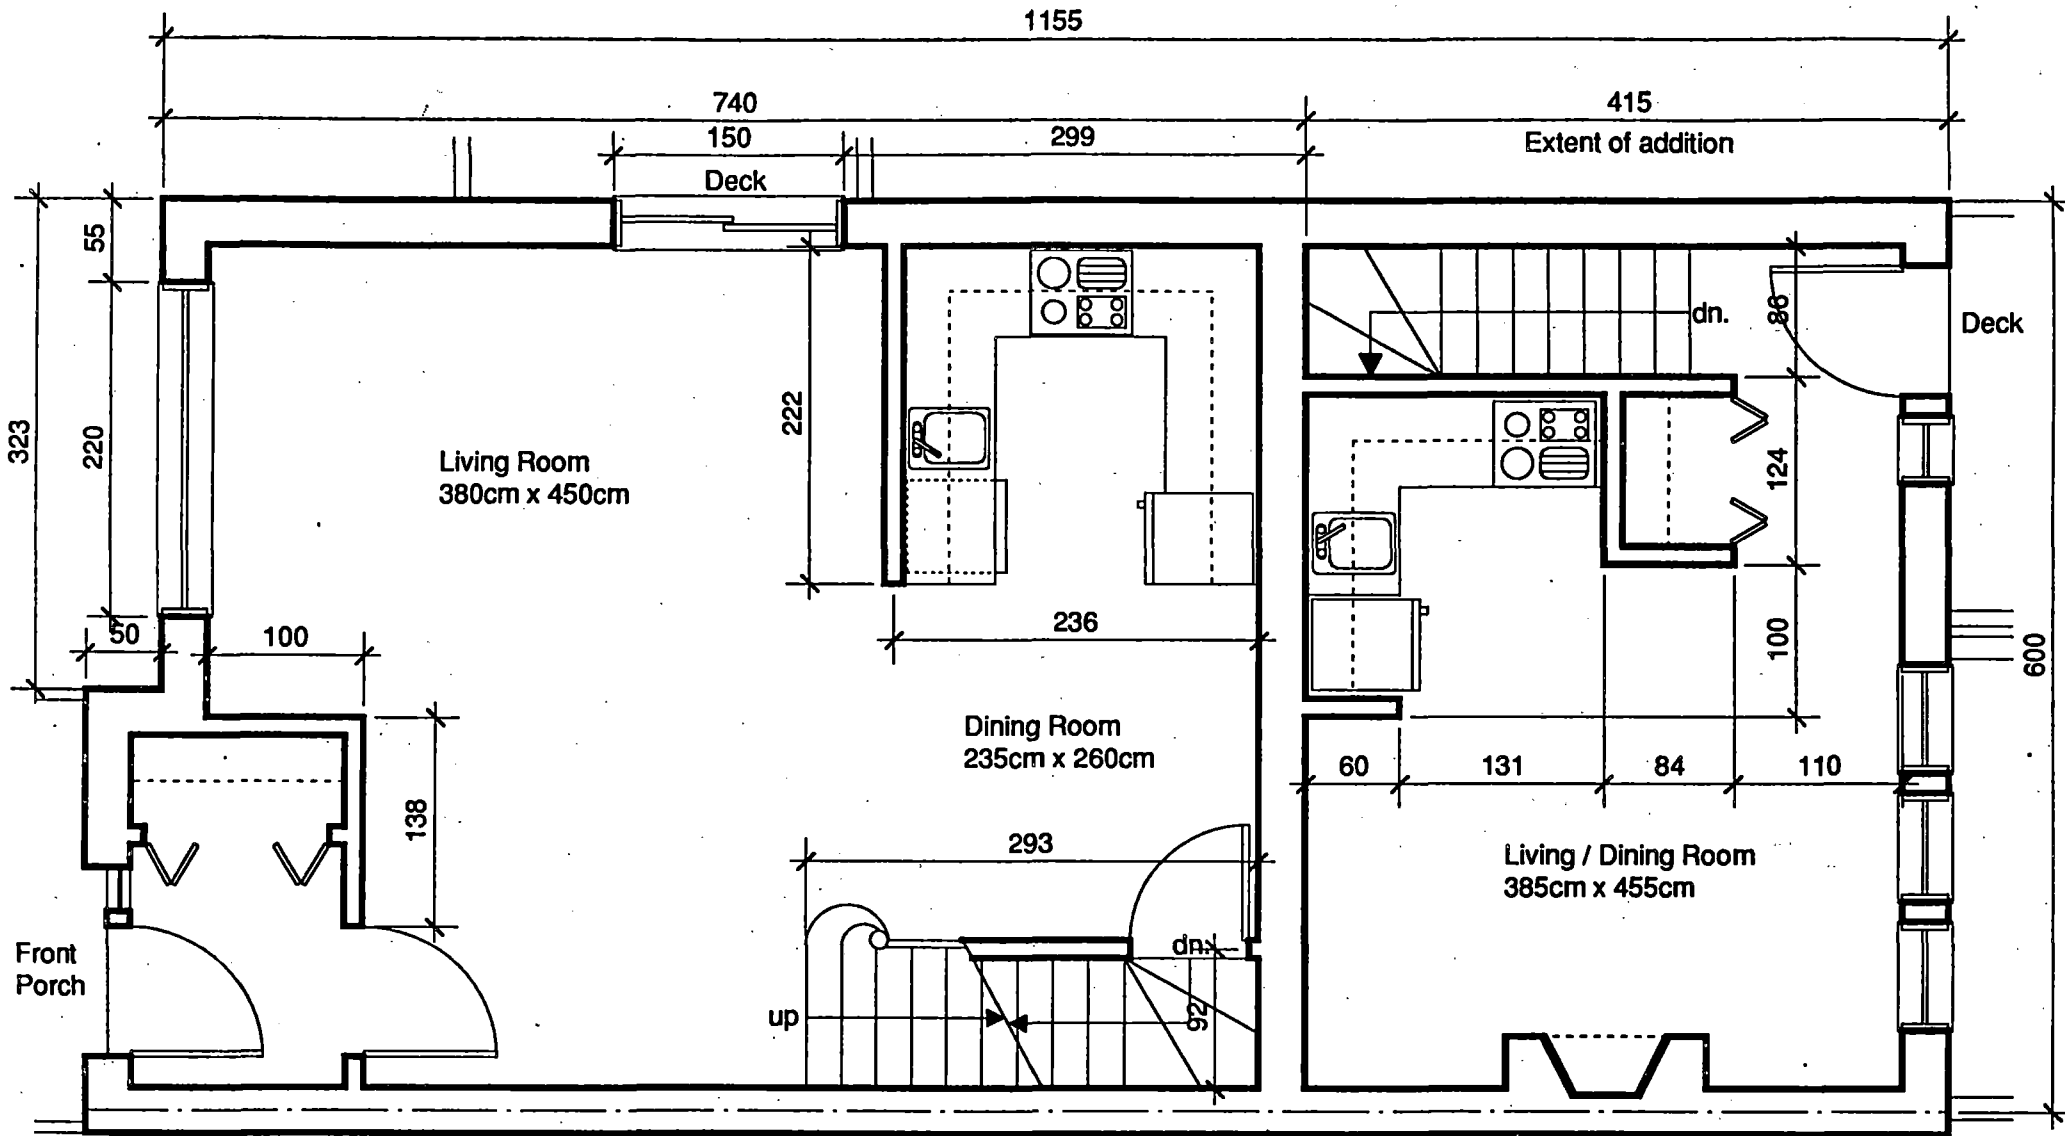 1155
740
415
150
299
Extent of addition
Deck
55
86
dn.
Deck
323
220
222
124
Living Room
380cm x 450cm
50
100
236
100
600
Dining Room
235cm x 260cm
60
131
84
110
138
293
Living / Dining Room
385cm x 455cm
Front
Porch
dn.
up
92